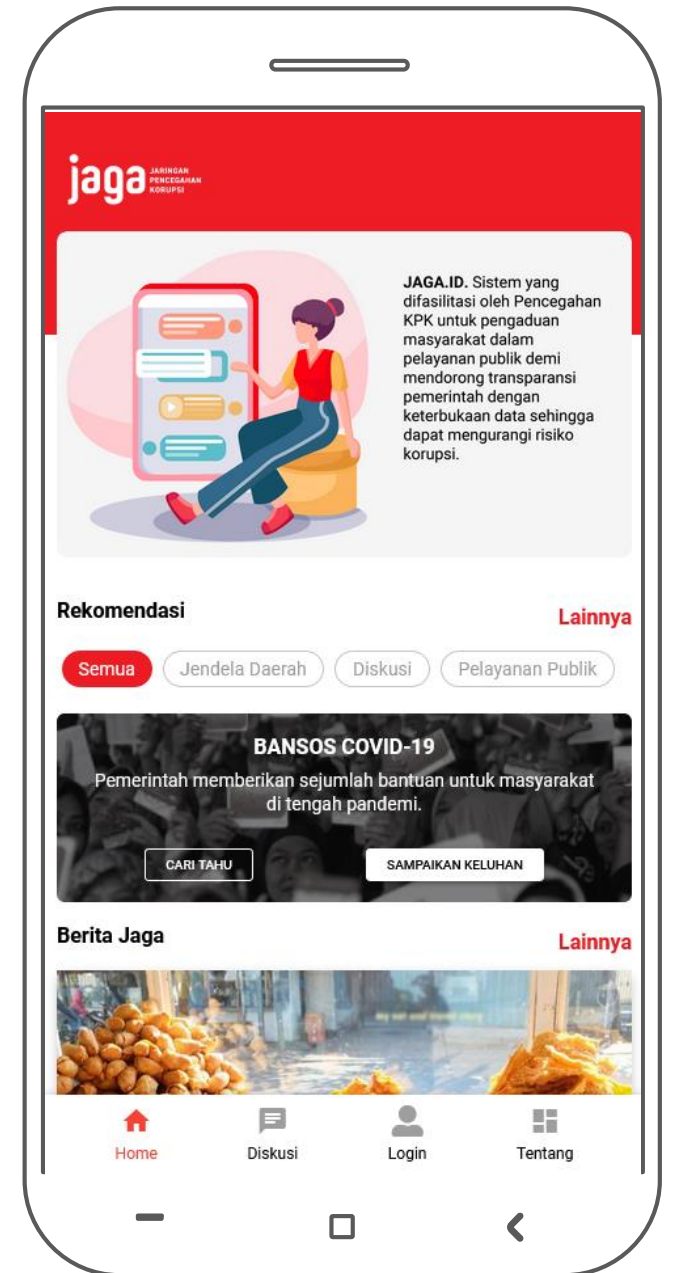 jaga JARINGAN
PENCEGAHAN
KORUPSI
JAGA.ID. Sistem yang
difasilitasi oleh Pencegahan
KPK untuk pengaduan
masyarakat dalam
pelayanan publik demi
mendorong transparansi
pemerintah dengan
keterbukaan data sehingga
dapat mengurangi risiko
korupsi.
Rekomendasi
Lainnya
Semua Jendela Daerah Diskusi Pelayanan Publik
BANSOS COVID-19
Pemerintah memberikan sejumlah bantuan untuk masyarakat
di tengah pandemi.
CARI TAHU SAMPAIKAN KELUHAN
Berita Jaga
Lainnya
Home Diskusi Login Tentang